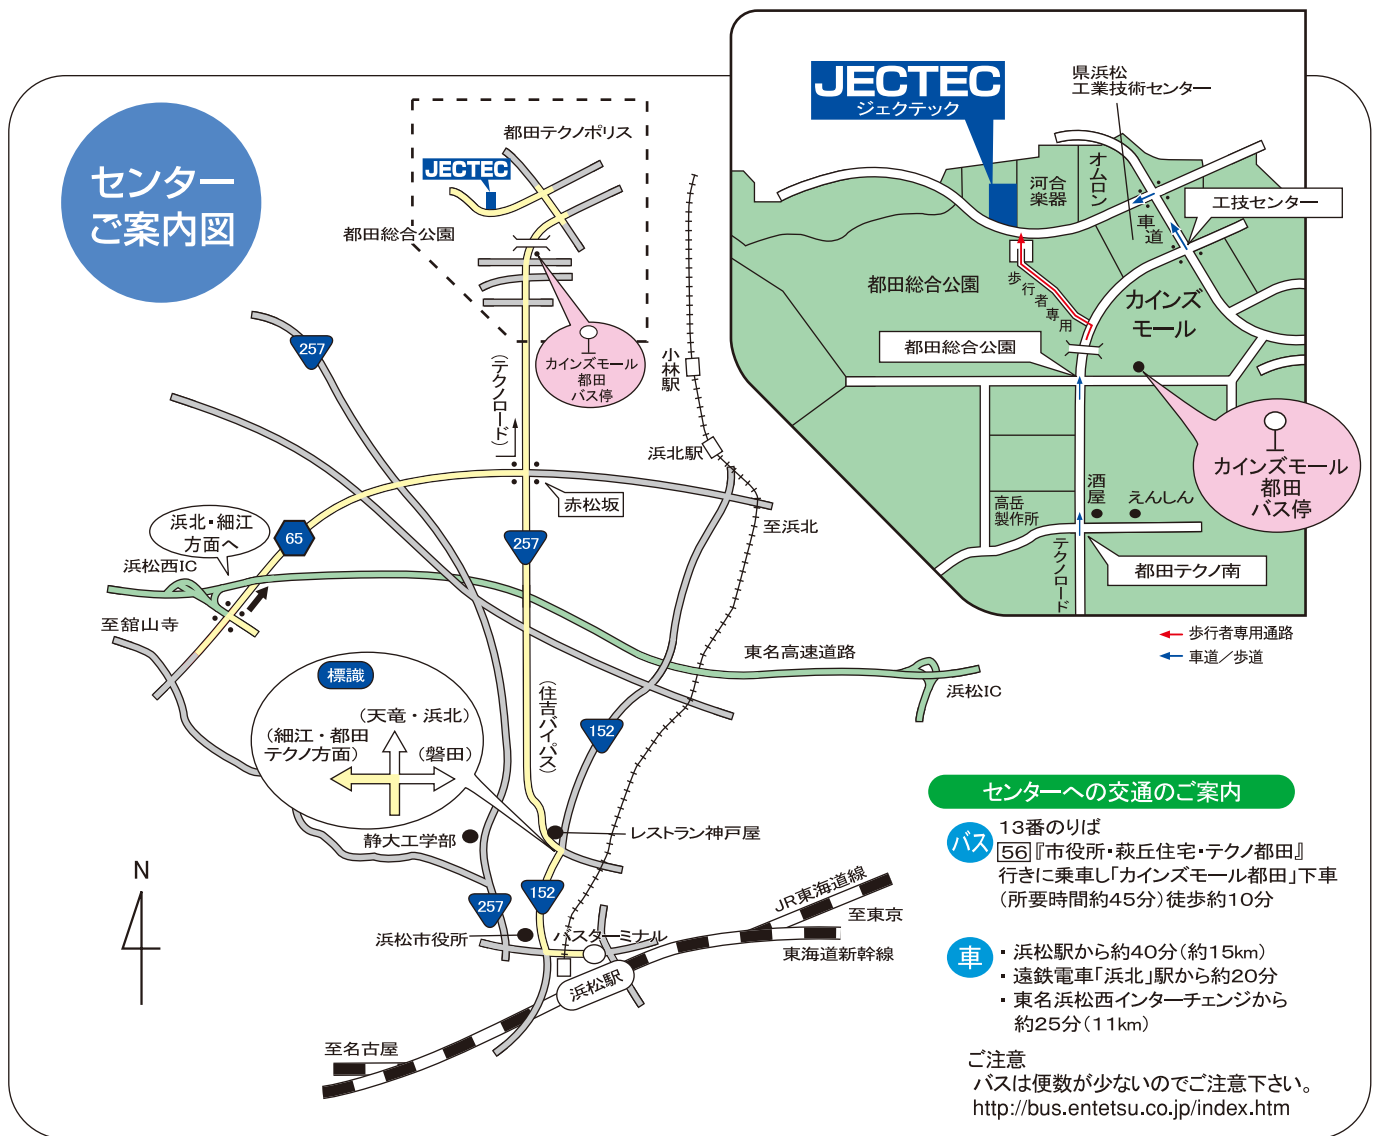 センター
ご案内図
都田テクノポリス
JECTEC
都田総合公園
カインズモール
都田
バス停
257
(テクノロード)
小林駅
浜北駅
赤松坂
至浜北
浜北・細江
方面へ
65
257
浜松西IC
至舘山寺
東名高速道路
浜松IC
標識
(天竜・浜北)
(細江・都田
テクノ方面)
(磐田)
(住吉バイパス)
152
静大工学部
レストラン神戸屋
N
257
152
浜松市役所
バスターミナル
JR東海道線
至東京
東海道新幹線
浜松駅
至名古屋
JECTEC
ジェクテック
県浜松
工業技術センター
オムロン
河合
楽器
車道
工技センター
都田総合公園
歩行者専用
カインズ
モール
都田総合公園
カインズモール
都田
バス停
高岳
製作所
酒屋
えんしん
テクノロード
都田テクノ南
歩行者専用通路
車道/歩道
センターへの交通のご案内
バス
13番のりば
56『市役所・萩丘住宅・テクノ都田』
行きに乗車し「カインズモール都田」下車
(所要時間約45分)徒歩約10分
車
・浜松駅から約40分(約15km)
・遠鉄電車「浜北」駅から約20分
・東名浜松西インターチェンジから
約25分(11km)
ご注意
バスは便数が少ないのでご注意下さい。
http://bus.entetsu.co.jp/index.htm